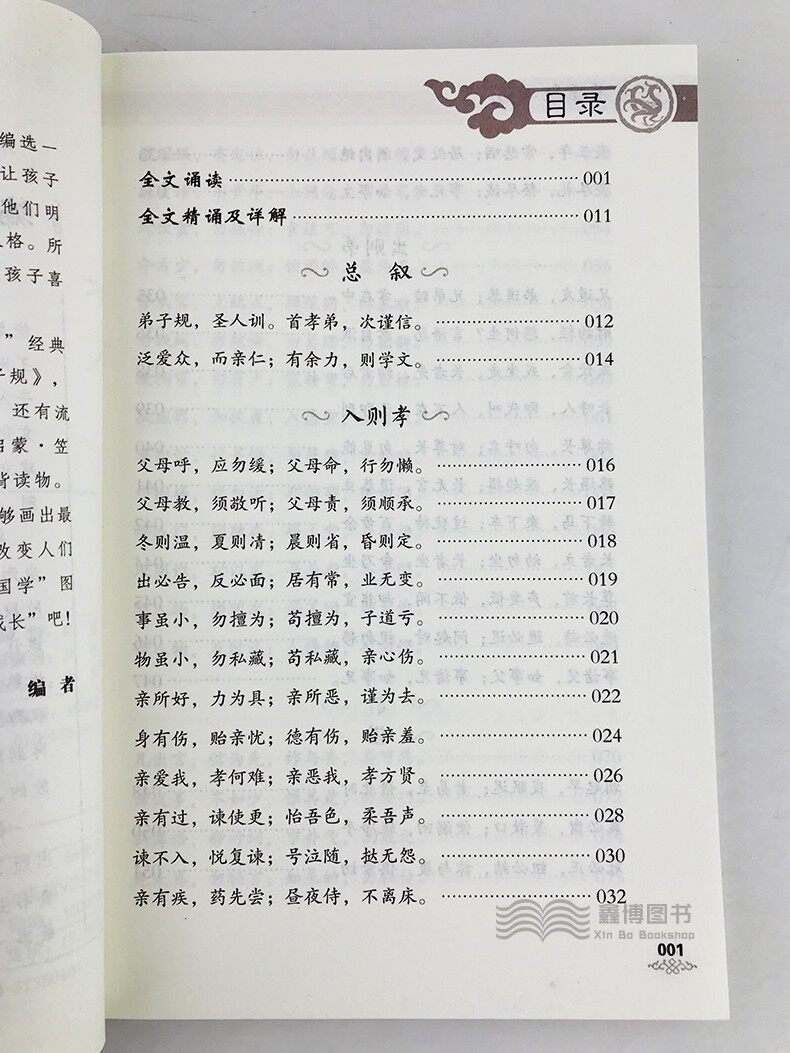 编选一
让孩子
他们明
格。所
孩子喜
”经典
子规》，
还有流
启蒙·笠
背读物。
够画出最
改变人们
国学”图
成长”吧！
编者
目录
全文诵读 001
全文精诵及详解 011
总 叙
弟子规，圣人训。首孝弟，次谨信。 012
泛爱众，而亲仁；有余力，则学文。 014
入则孝
父母呼，应勿缓；父母命，行勿懒。 016
父母教，须敬听；父母责，须顺承。 017
冬则温，夏则凊；晨则省，昏则定。 018
出必告，反必面；居有常，业无变。 019
事虽小，勿擅为；苟擅为，子道亏。 020
物虽小，勿私藏；苟私藏，亲心伤。 021
亲所好，力为具；亲所恶，谨为去。 022
身有伤，贻亲忧；德有伤，贻亲羞。 024
亲爱我，孝何难；亲恶我，孝方贤。 026
亲有过，谏使更；怡吾色，柔吾声。 028
谏不入，悦复谏；号泣随，挞无怨。 030
亲有疾，药先尝；昼夜侍，不离床。 032
鑫博图书
Xin Bo Bookshop
001